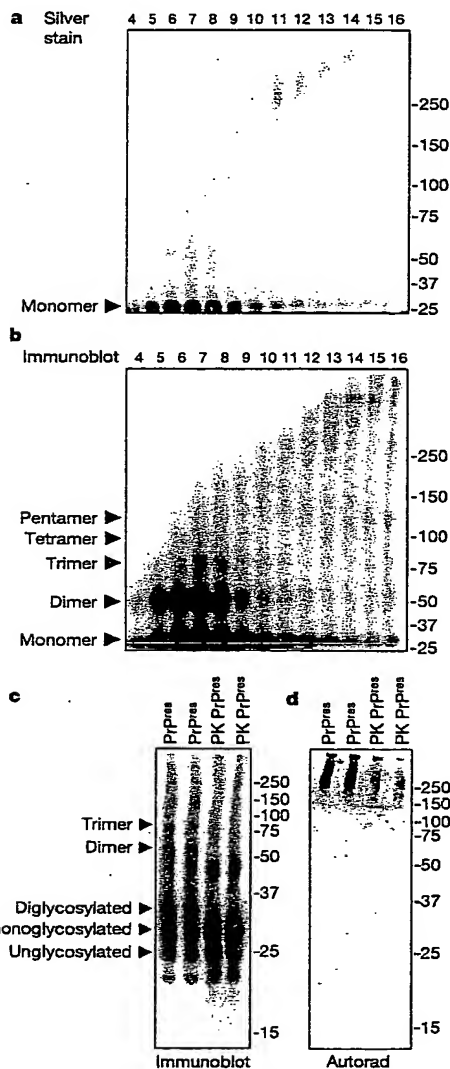 a Silver stain 4 5 6 7 8 9 10 11 12 13 14 15 16
-250
-150
-100
-75
-50
-37
Monomer -25
b
Immunoblot 4 5 6 7 8 9 10 11 12 13 14 15 16
-250
-150
Pentamer
Tetramer -100
Trimer -75
Dimer -50
-37
Monomer -25
c PrPres PrPres PK PrPres PK PrPres
-250
-150
Trimer -100
-75
Dimer -50
-37
Diglycosylated
onoglycosylated
Unglycosylated -25
-15
Immunoblot
d PrPres PrPres PK PrPres PK PrPres
-250
-150
-100
-75
-50
-37
-25
-15
Autorad